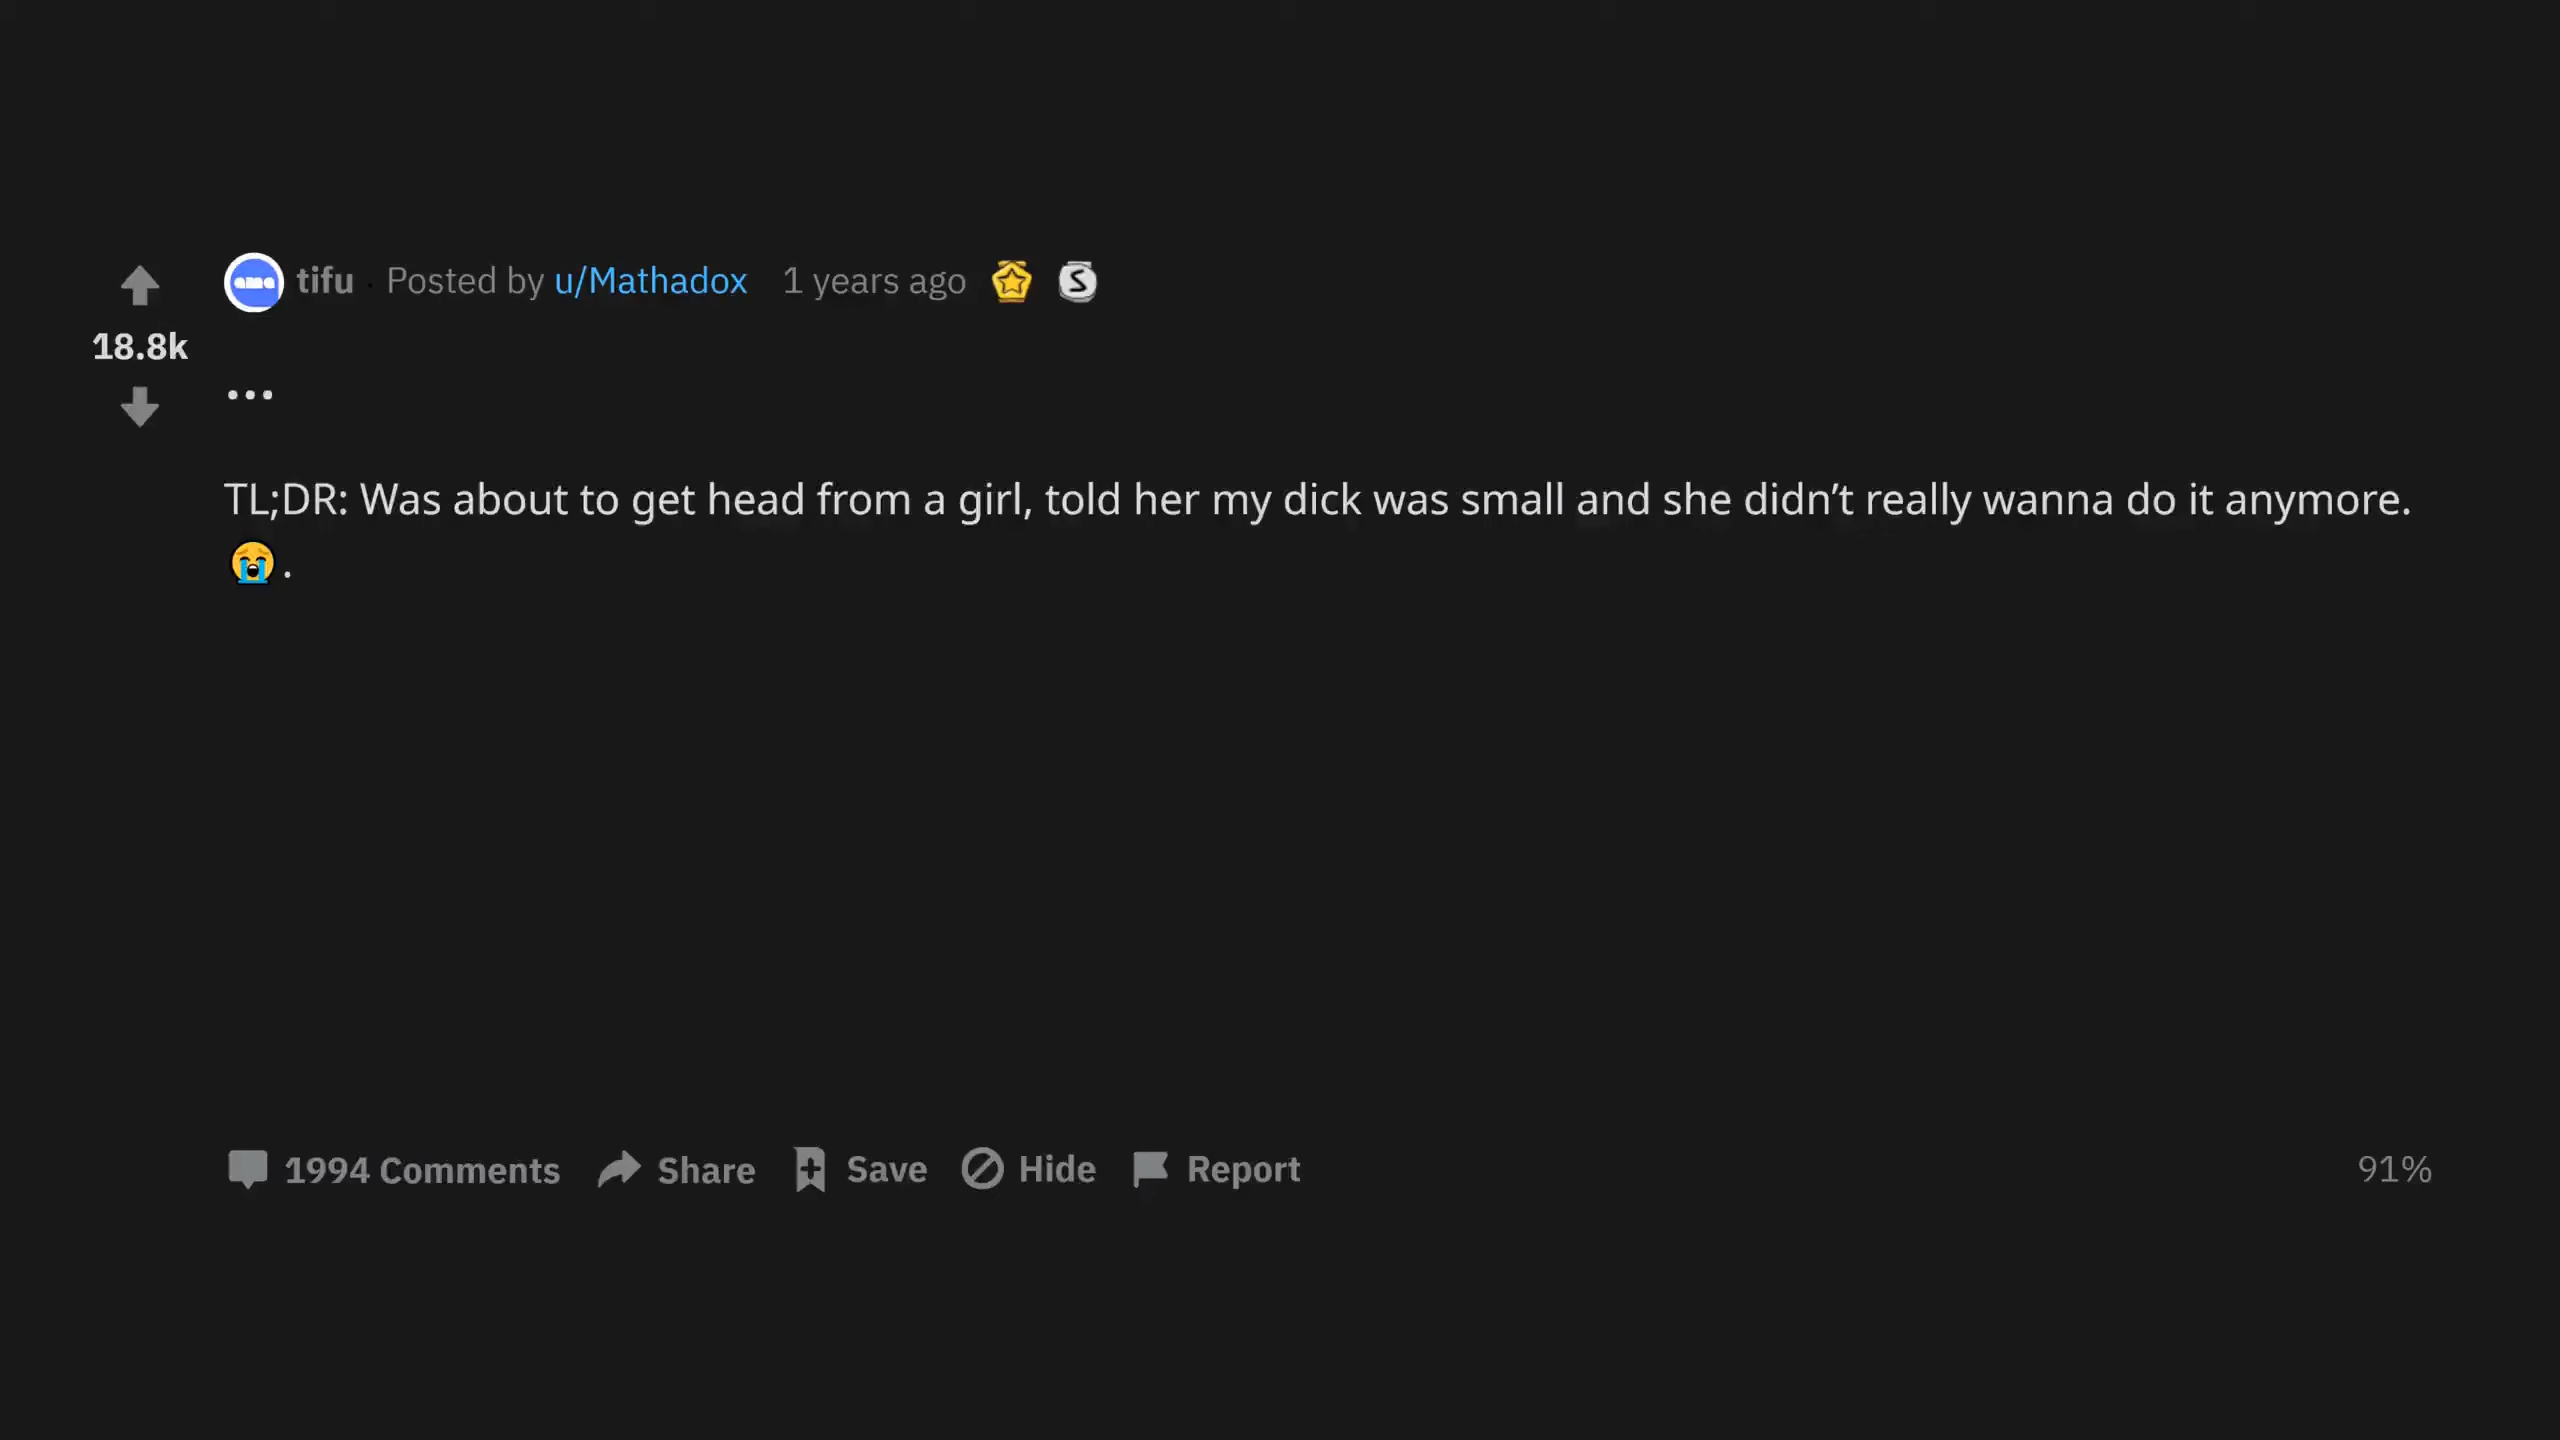 ama tifu · Posted by u/Mathadox 1 years ago S
18.8k
...
TL;DR: Was about to get head from a girl, told her my dick was small and she didn’t really wanna do it anymore.
😭.
1994 Comments Share Save Hide Report 91%